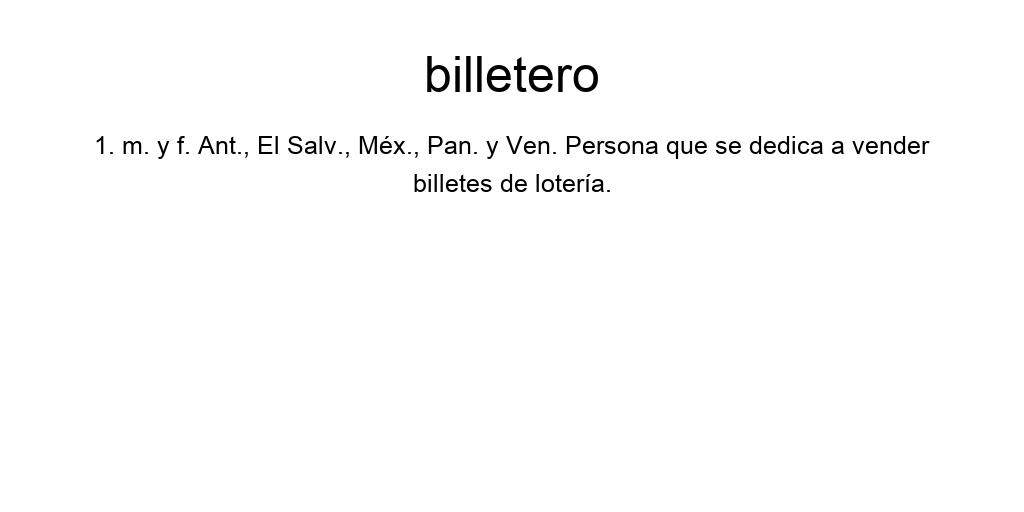 billetero
1. m. y f. Ant., El Salv., Méx., Pan. y Ven. Persona que se dedica a vender
billetes de lotería.